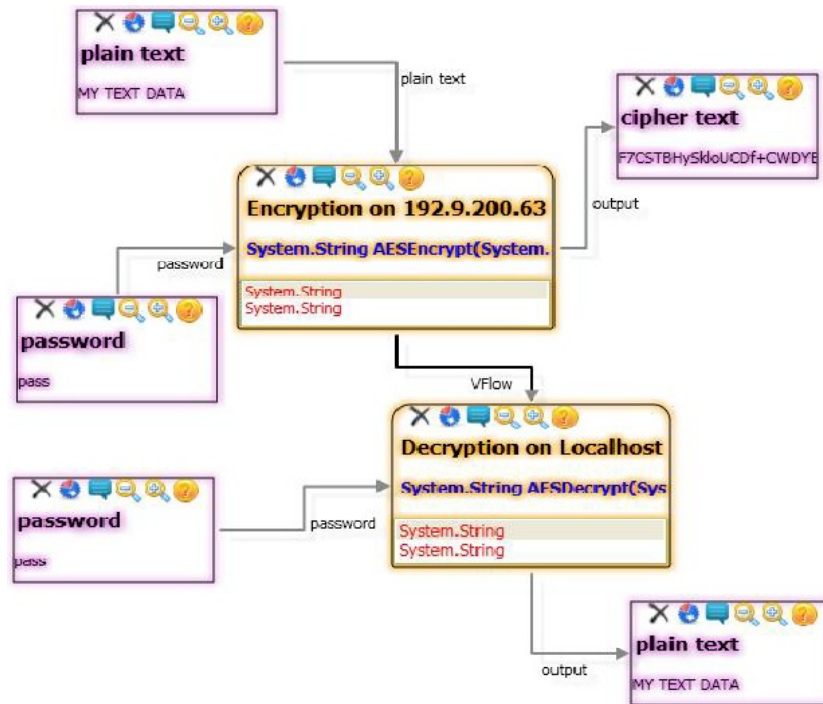 plain text
MY TEXT DATA
plain text
cipher text
Encryption on 192.9.200.63
output
System.String AESEncrypt(System.
password
System.String
System.String
password
pass
VFlow
Decryption on Localhost
System.String AESDecrypt(Sys
password
pass
password
System.String
System.String
plain text
MY TEXT DATA
output